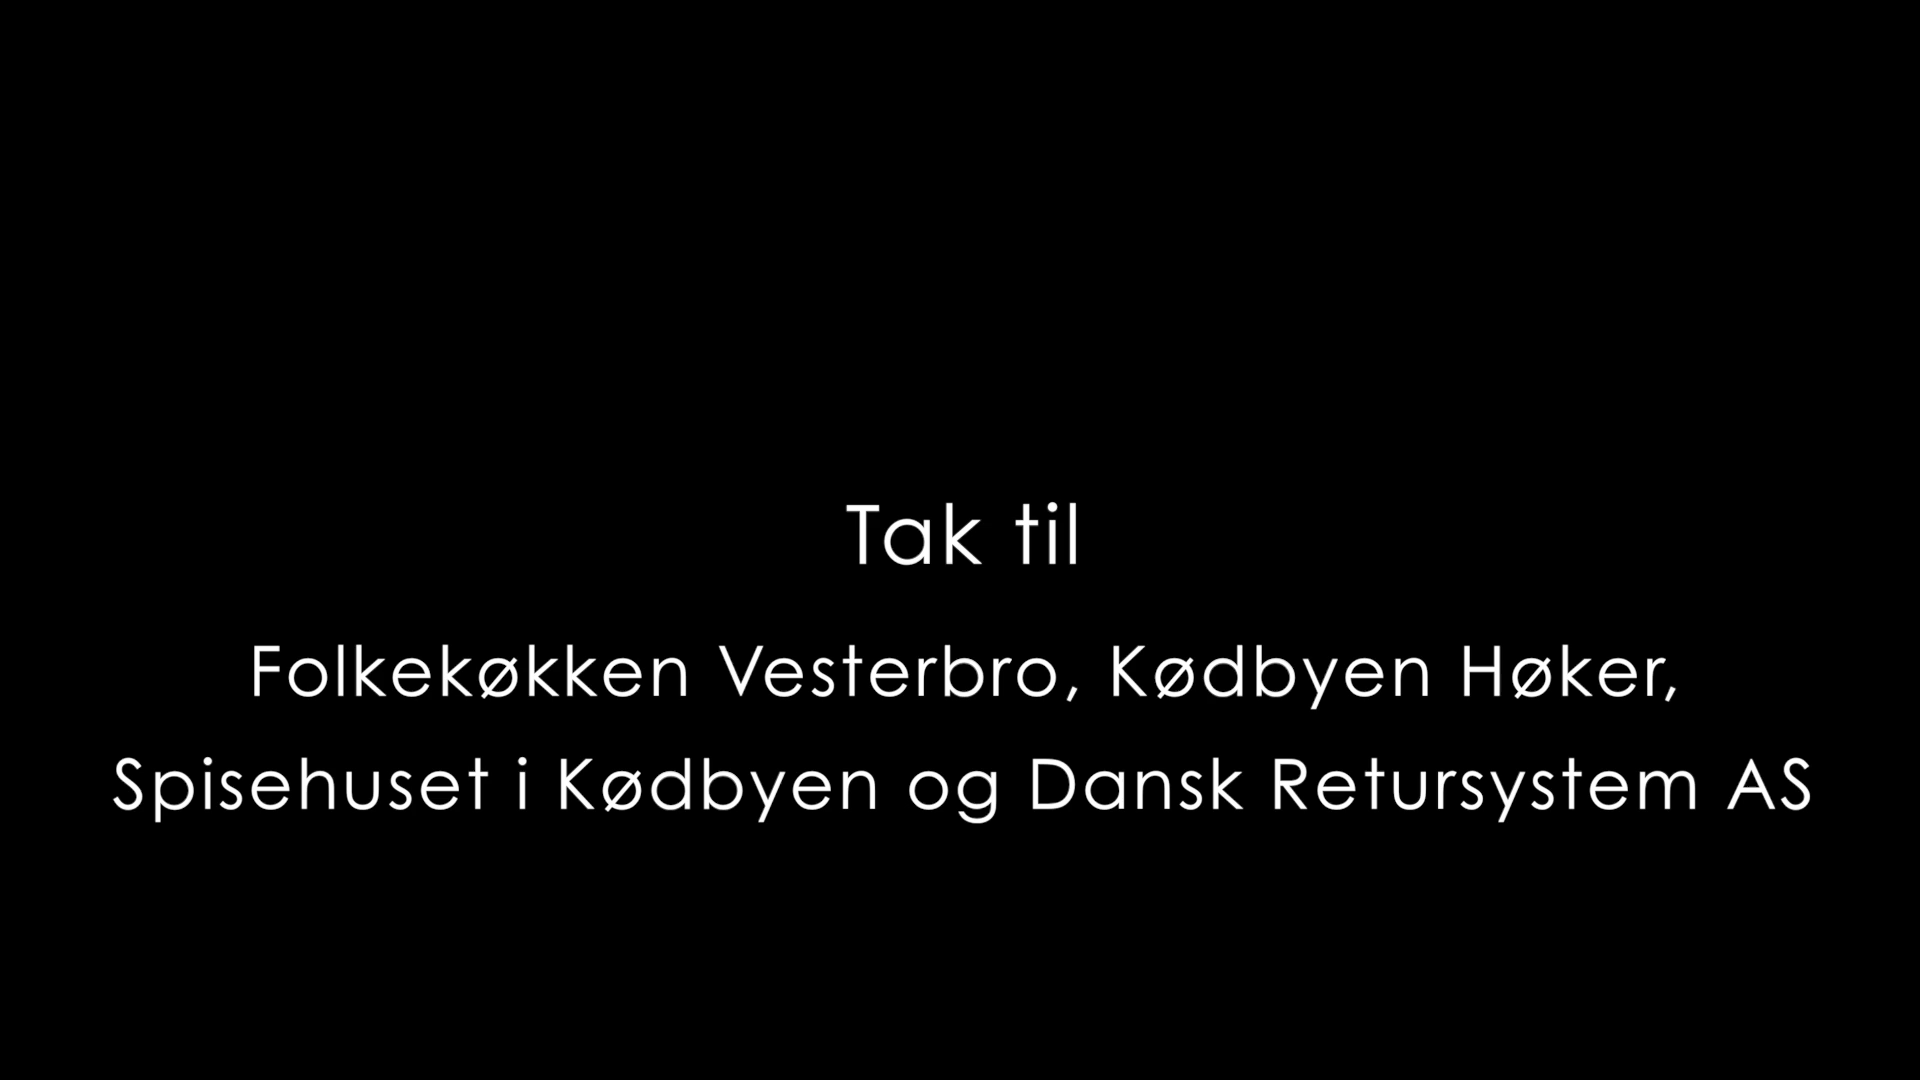 Tak til
Folkekøkken Vesterbro, Kødbyen Høker,
Spisehuset i Kødbyen og Dansk Retursystem AS